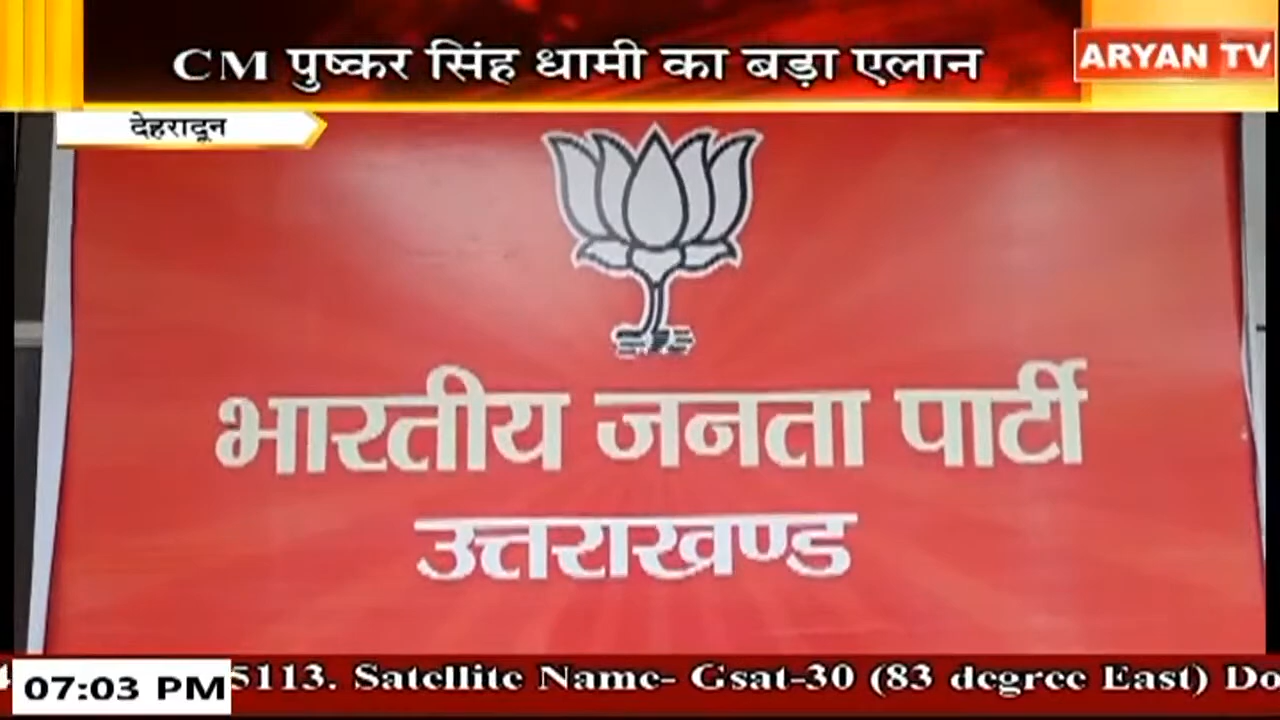 CM पुष्कर सिंह धामी का बड़ा एलान
ARYAN TV
देहरादून
भारतीय जनता पार्टी
उत्तराखण्ड
07:03 PM
5113. Satellite Name- Gsat-30 (83 degree East) Do